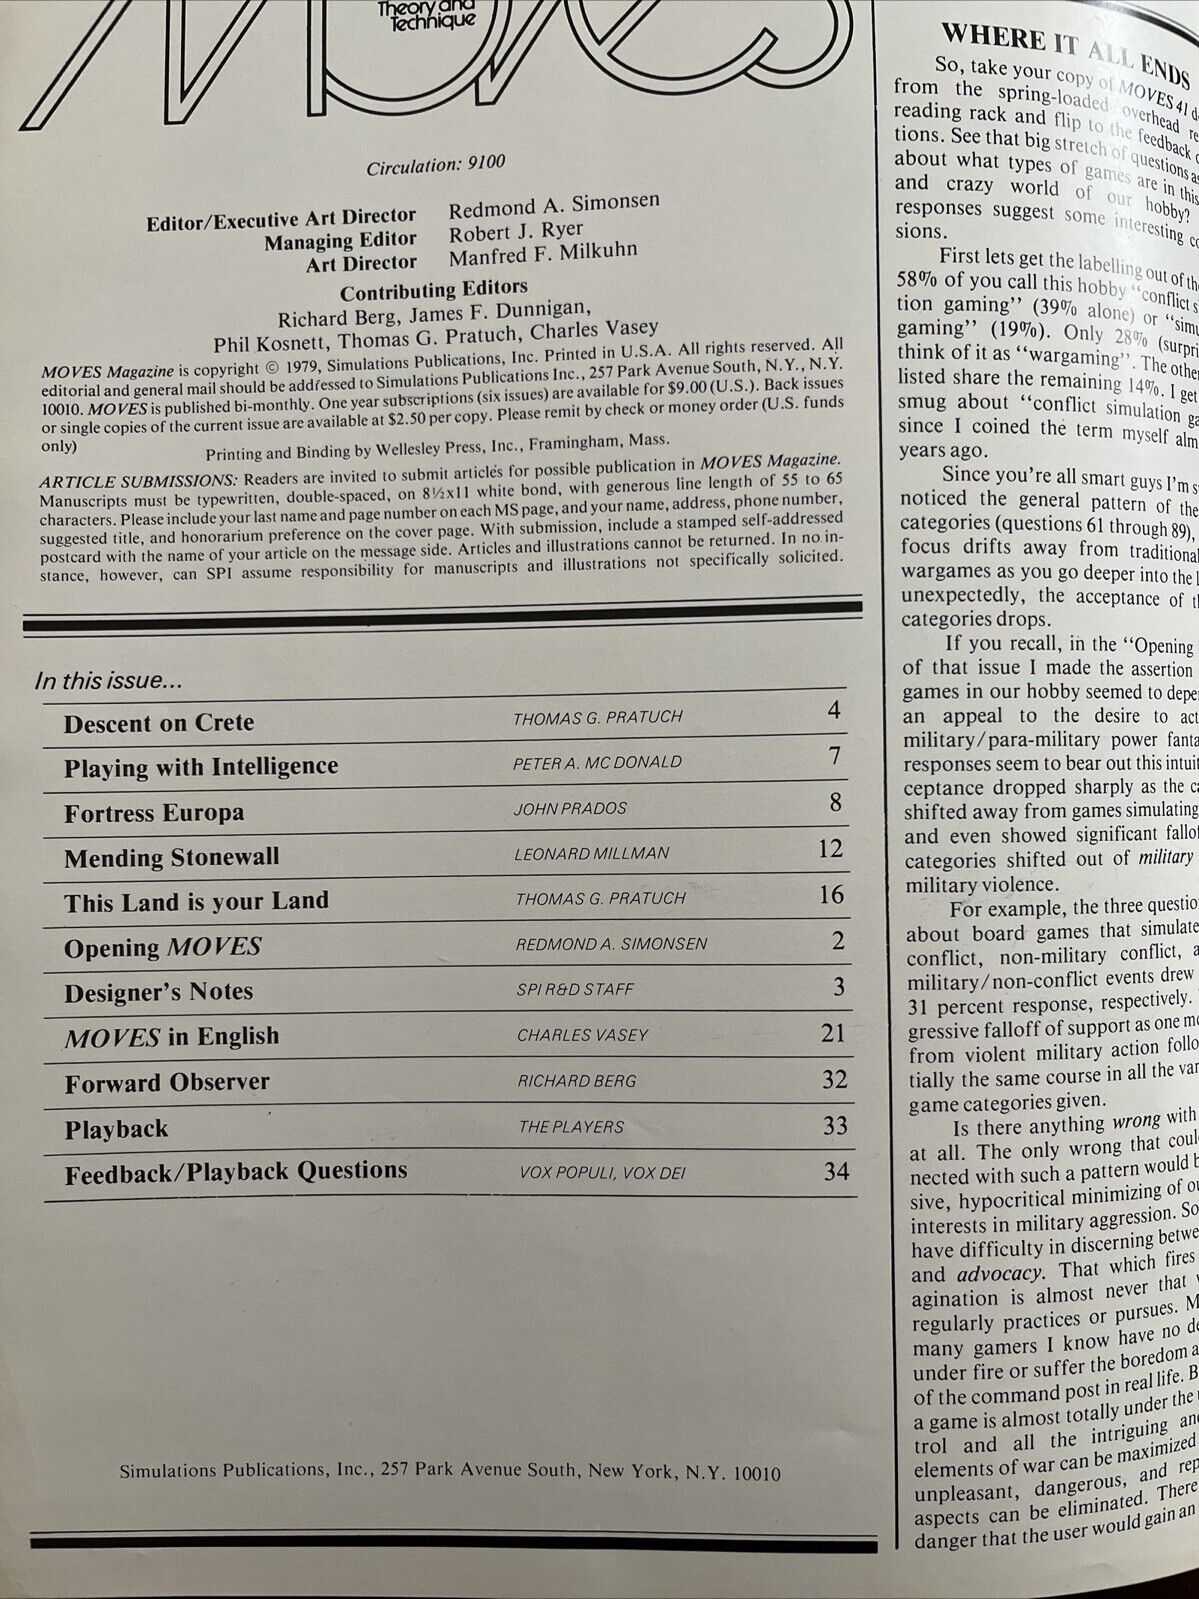 MOVES
Theory and
Technique
Circulation: 9100
Editor/Executive Art Director Redmond A. Simonsen
Managing Editor Robert J. Ryer
Art Director Manfred F. Milkuhn
Contributing Editors
Richard Berg, James F. Dunnigan,
Phil Kosnett, Thomas G. Pratuch, Charles Vasey
MOVES Magazine is copyright © 1979, Simulations Publications, Inc. Printed in U.S.A. All rights reserved. All
editorial and general mail should be addressed to Simulations Publications Inc., 257 Park Avenue South, N.Y., N.Y.
10010. MOVES is published bi-monthly. One year subscriptions (six issues) are available for $9.00 (U.S.). Back issues
or single copies of the current issue are available at $2.50 per copy. Please remit by check or money order (U.S. funds
only)
Printing and Binding by Wellesley Press, Inc., Framingham, Mass.
ARTICLE SUBMISSIONS: Readers are invited to submit articles for possible publication in MOVES Magazine.
Manuscripts must be typewritten, double-spaced, on 8½x11 white bond, with generous line length of 55 to 65
characters. Please include your last name and page number on each MS page, and your name, address, phone number,
suggested title, and honorarium preference on the cover page. With submission, include a stamped self-addressed
postcard with the name of your article on the message side. Articles and illustrations cannot be returned. In no in-
stance, however, can SPI assume responsibility for manuscripts and illustrations not specifically solicited.
In this issue...
Descent on Crete THOMAS G. PRATUCH 4
Playing with Intelligence PETER A. MC DONALD 7
Fortress Europa JOHN PRADOS 8
Mending Stonewall LEONARD MILLMAN 12
This Land is your Land THOMAS G. PRATUCH 16
Opening MOVES REDMOND A. SIMONSEN 2
Designer's Notes SPI R&D STAFF 3
MOVES in English CHARLES VASEY 21
Forward Observer RICHARD BERG 32
Playback THE PLAYERS 33
Feedback/Playback Questions VOX POPULI, VOX DEI 34
Simulations Publications, Inc., 257 Park Avenue South, New York, N.Y. 10010
WHERE IT ALL ENDS
So, take your copy of MOVES 41
from the spring-loaded overhead
reading rack and flip to the feedback
tions. See that big stretch of questions
about what types of games are in this
and crazy world of our hobby?
responses suggest some interesting
sions.
First lets get the labelling out of the
58% of you call this hobby "conflict
tion gaming" (39% alone) or
gaming" (19%). Only 28%
think of it as "wargaming". The other
listed share the remaining 14%. I get
smug about "conflict simulation
since I coined the term myself
years ago.
Since you're all smart guys I'm
noticed the general pattern of the
categories (questions 61 through 89),
focus drifts away from traditional
wargames as you go deeper into the
unexpectedly, the acceptance of
categories drops.
If you recall, in the "Opening
of that issue I made the assertion
games in our hobby seemed to
an appeal to the desire to
military/para-military power
responses seem to bear out this
ceptance dropped sharply as the
shifted away from games simulating
and even showed significant
categories shifted out of military
military violence.
For example, the three
about board games that simulate
conflict, non-military conflict,
military/non-conflict events drew
31 percent response, respectively.
gressive falloff of support as one
from violent military action
tially the same course in all the
game categories given.
Is there anything wrong with
at all. The only wrong that
nected with such a pattern would
sive, hypocritical minimizing of
interests in military aggression.
have difficulty in discerning
and advocacy. That which fires
agination is almost never that
regularly practices or pursues.
many gamers I know have no
under fire or suffer the boredom
of the command post in real life.
a game is almost totally under the
trol and all the intriguing
elements of war can be maximized
unpleasant, dangerous, and
aspects can be eliminated. There
danger that the user would gain an